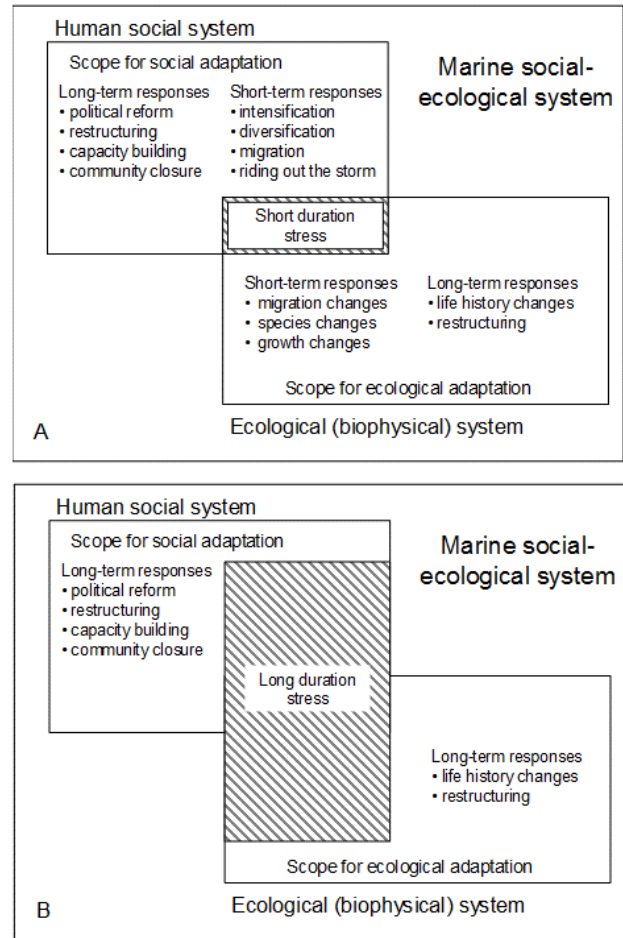 Human social system
Scope for social adaptation
Marine social-
ecological system
Long-term responses
• political reform
• restructuring
• capacity building
• community closure
Short-term responses
• intensification
• diversification
• migration
• riding out the storm
Short duration
stress
Short-term responses
• migration changes
• species changes
• growth changes
Long-term responses
• life history changes
• restructuring
Scope for ecological adaptation
A
Ecological (biophysical) system
Human social system
Scope for social adaptation
Marine social-
ecological system
Long-term responses
• political reform
• restructuring
• capacity building
• community closure
Long duration
stress
Long-term responses
• life history changes
• restructuring
Scope for ecological adaptation
B
Ecological (biophysical) system